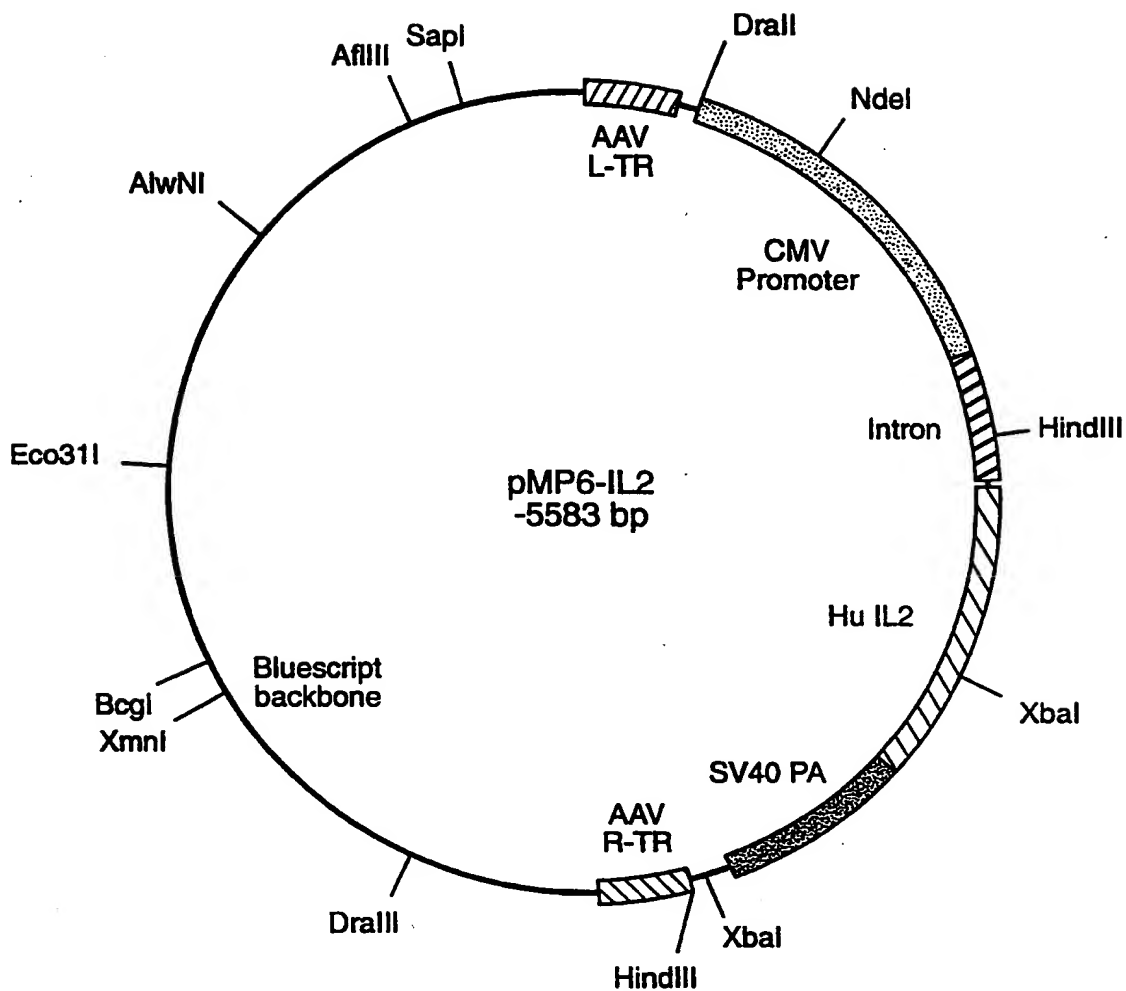 DraII
SapI
AflIII
NdeI
AAV
L-TR
AlwNI
CMV
Promoter
Intron
HindIII
Eco31I
pMP6-IL2
-5583 bp
Hu IL2
Bluescript
backbone
BcgI
XmnI
XbaI
SV40 PA
AAV
R-TR
DraIII
XbaI
HindIII